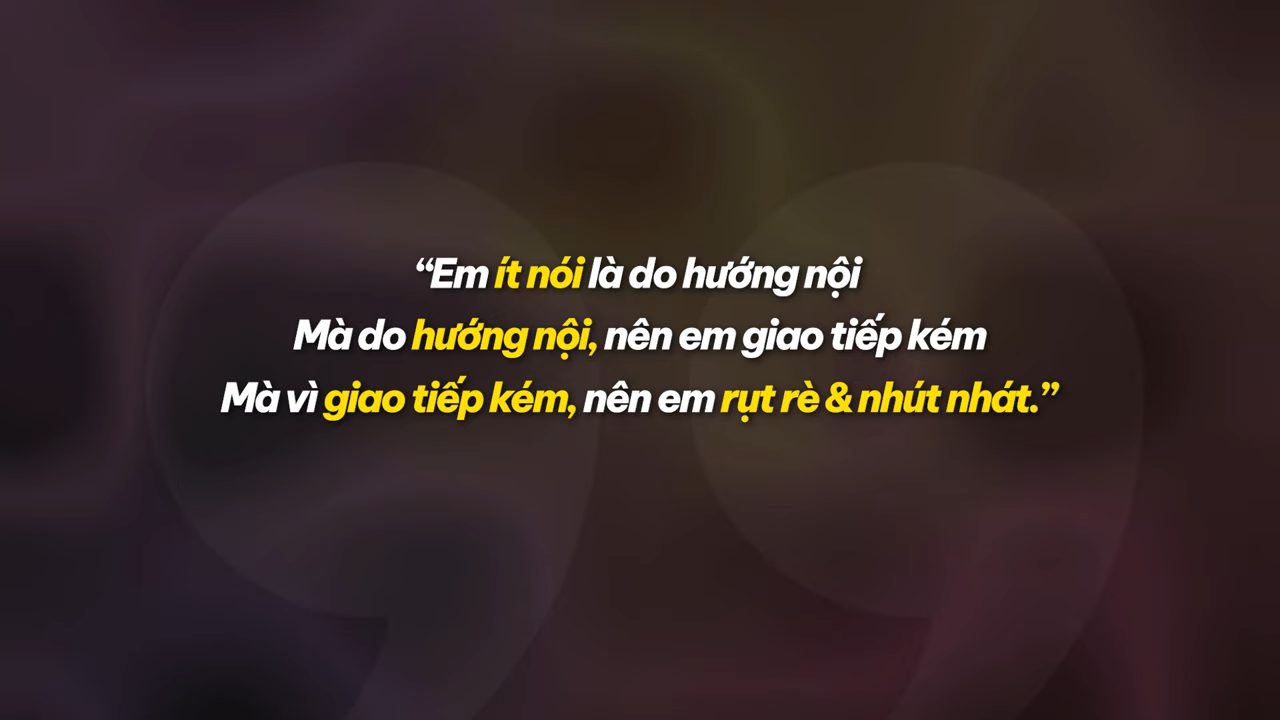 “Em ít nói là do hướng nội
Mà do hướng nội, nên em giao tiếp kém
Mà vì giao tiếp kém, nên em rụt rè & nhút nhát.”